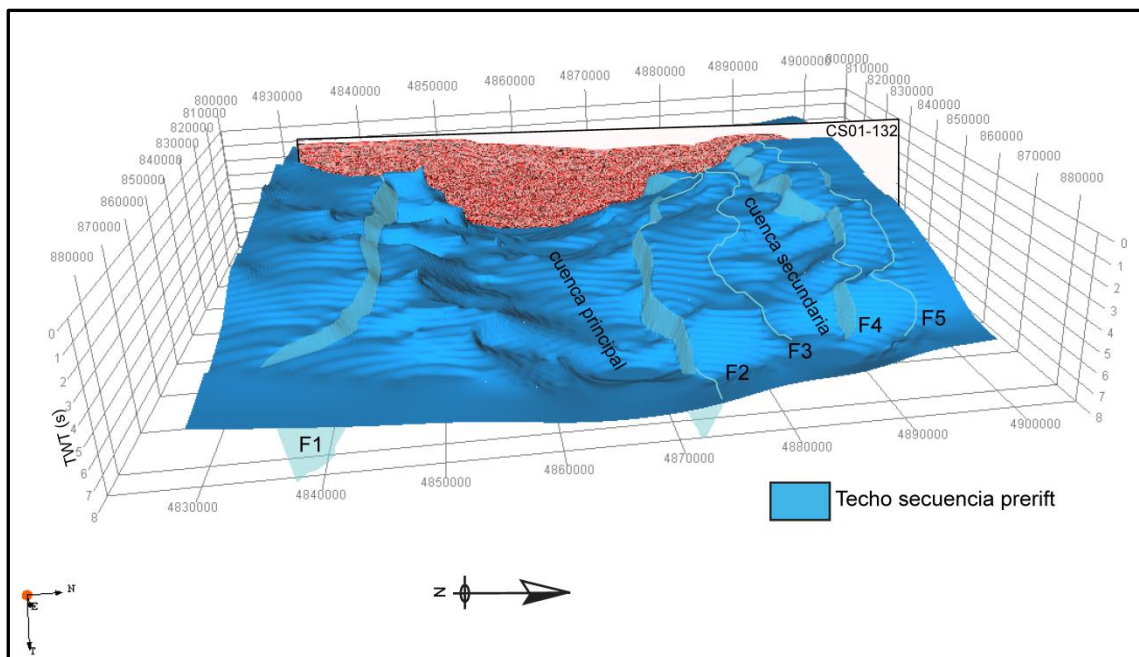 4830000 4840000 4850000 4860000 4870000 4880000 4890000 4900000
800000
810000
820000
830000
840000
850000
860000
870000
880000
800000
810000
820000
830000
840000
850000
860000
870000
880000
CS01-132
0
1
2
3
4
5
6
7
8
TWT (s)
0
1
2
3
4
5
6
7
8
cuenca principal
cuenca secundaria
F1
F2
F3
F4
F5
4830000 4840000 4850000 4860000 4870000 4880000 4890000 4900000
Techo secuencia prerift
N
E
T
N